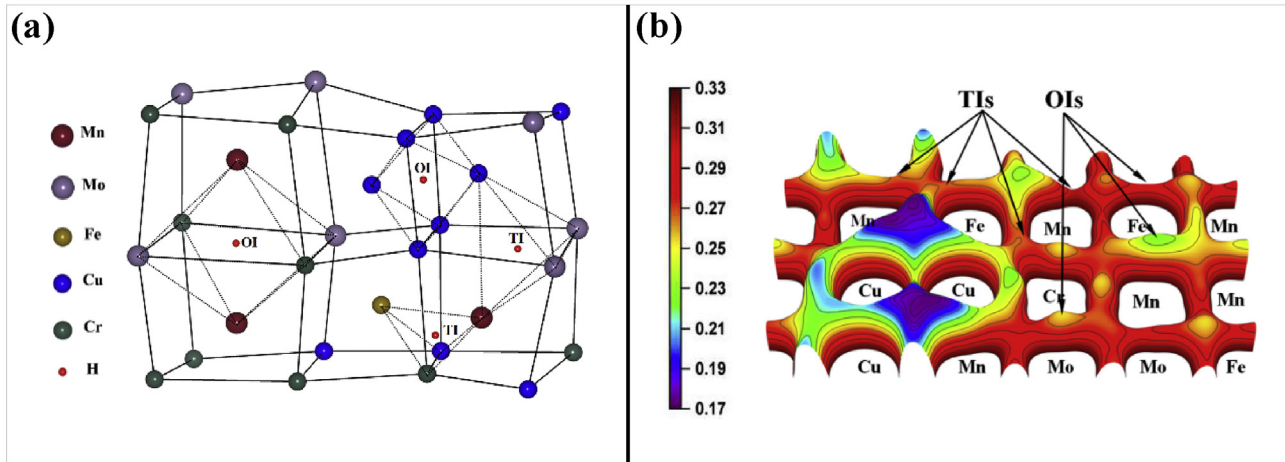 (a)
Mn
Mo
Fe
Cu
Cr
H
OI
OI
TI
TI
(b)
0.33
0.31
0.29
0.27
0.25
0.23
0.21
0.19
0.17
TIs OIs
Mn Fe Mn Fe Mn
Cu Cu Cr Mn Mn
Cu Mn Mo Mo Fe